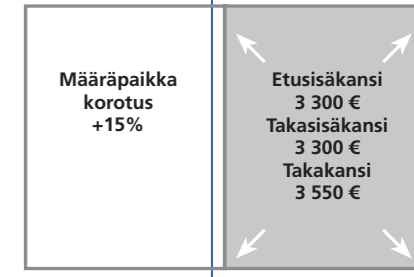 Määräpaikka
korotus
+15%
Etusisäkansi
3 300 €
Takasisäkansi
3 300 €
Takakansi
3 550 €